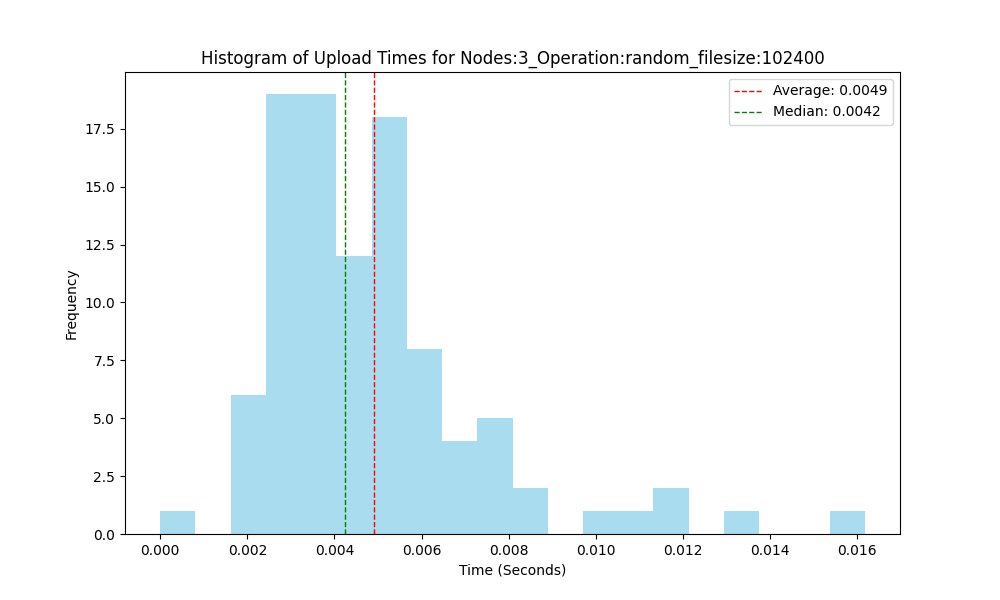 Histogram of Upload Times for Nodes:3_Operation:random_filesize:102400
Average: 0.0049
Median: 0.0042
Frequency
17.5
15.0
12.5
10.0
7.5
5.0
2.5
0.0
0.000 0.002 0.004 0.006 0.008 0.010 0.012 0.014 0.016
Time (Seconds)